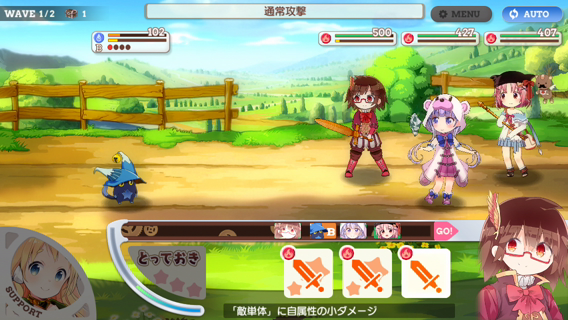 WAVE 1/2 1
通常攻撃
MENU
AUTO
102
B
500
427
407
B
GO!
とっておき
SUPPORT
「敵単体」に自属性の小ダメージ